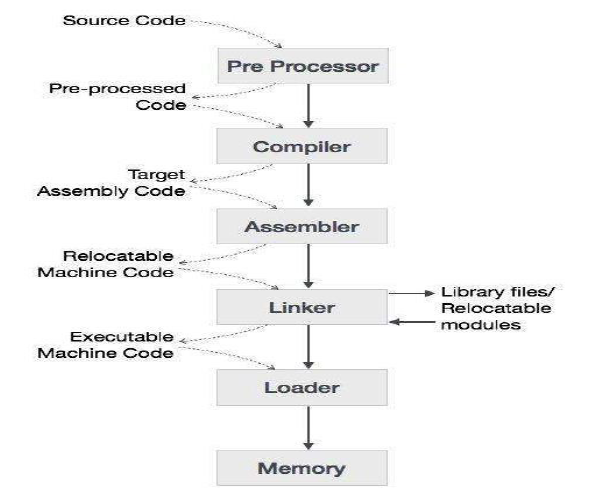 Source Code
Pre Processor
Pre-processed
Code
Compiler
Target
Assembly Code
Assembler
Relocatable
Machine Code
Linker
Library files/
Relocatable
modules
Executable
Machine Code
Loader
Memory